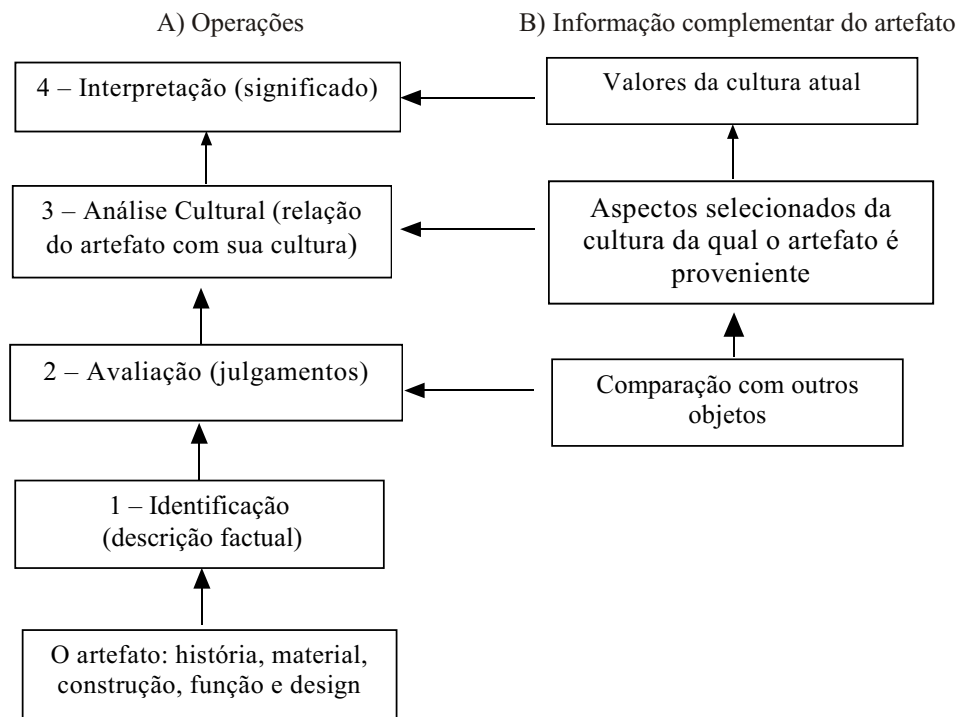 A) Operações
B) Informação complementar do artefato
4 – Interpretação (significado)
Valores da cultura atual
3 – Análise Cultural (relação
do artefato com sua cultura)
Aspectos selecionados da
cultura da qual o artefato é
proveniente
2 – Avaliação (julgamentos)
Comparação com outros
objetos
1 – Identificação
(descrição factual)
O artefato: história, material,
construção, função e design